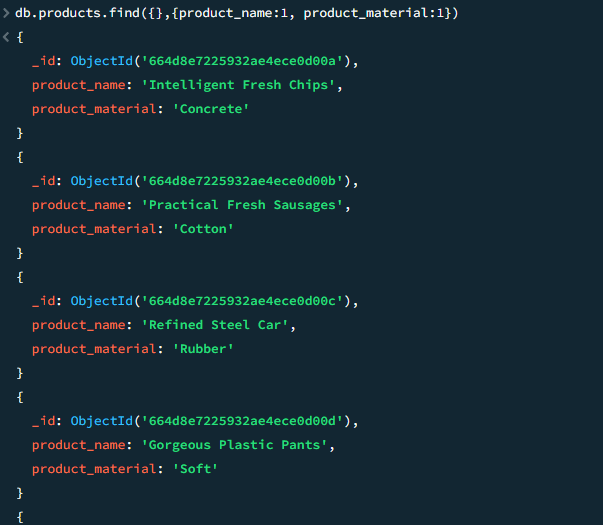 > db.products.find({},{product_name:1, product_material:1})
< {
_id: ObjectId('664d8e7225932ae4ece0d00a'),
product_name: 'Intelligent Fresh Chips',
product_material: 'Concrete'
}
{
_id: ObjectId('664d8e7225932ae4ece0d00b'),
product_name: 'Practical Fresh Sausages',
product_material: 'Cotton'
}
{
_id: ObjectId('664d8e7225932ae4ece0d00c'),
product_name: 'Refined Steel Car',
product_material: 'Rubber'
}
{
_id: ObjectId('664d8e7225932ae4ece0d00d'),
product_name: 'Gorgeous Plastic Pants',
product_material: 'Soft'
}
{